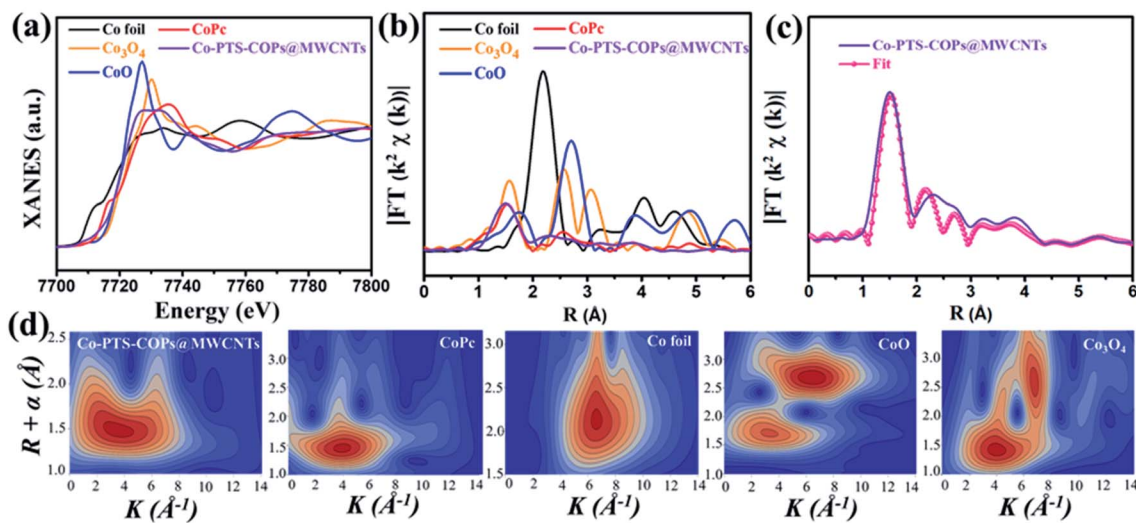 (a)
Co foil
CoPc
Co₃O₄
Co-PTS-COPs@MWCNTs
CoO
XANES (a.u.)
7700 7720 7740 7760 7780 7800
Energy (eV)
(b)
Co foil
CoPc
Co₃O₄
Co-PTS-COPs@MWCNTs
CoO
|FT (k² χ (k))|
0 1 2 3 4 5 6
R (Å)
(c)
Co-PTS-COPs@MWCNTs
Fit
|FT (k² χ (k))|
0 1 2 3 4 5 6
R (Å)
(d)
R + α (Å)
Co-PTS-COPs@MWCNTs
2.5
2.0
1.5
1.0
0 2 4 6 8 10 12 14
K (Å⁻¹)
CoPc
3.0
2.5
2.0
1.5
1.0
0 2 4 6 8 10 12 14
K (Å⁻¹)
Co foil
3.0
2.5
2.0
1.5
0 2 4 6 8 10 12 14
K (Å⁻¹)
CoO
3.0
2.5
2.0
1.5
1.0
0 2 4 6 8 10 12 14
K (Å⁻¹)
Co₃O₄
3.0
2.5
2.0
1.5
1.0
0 2 4 6 8 10 12 14
K (Å⁻¹)